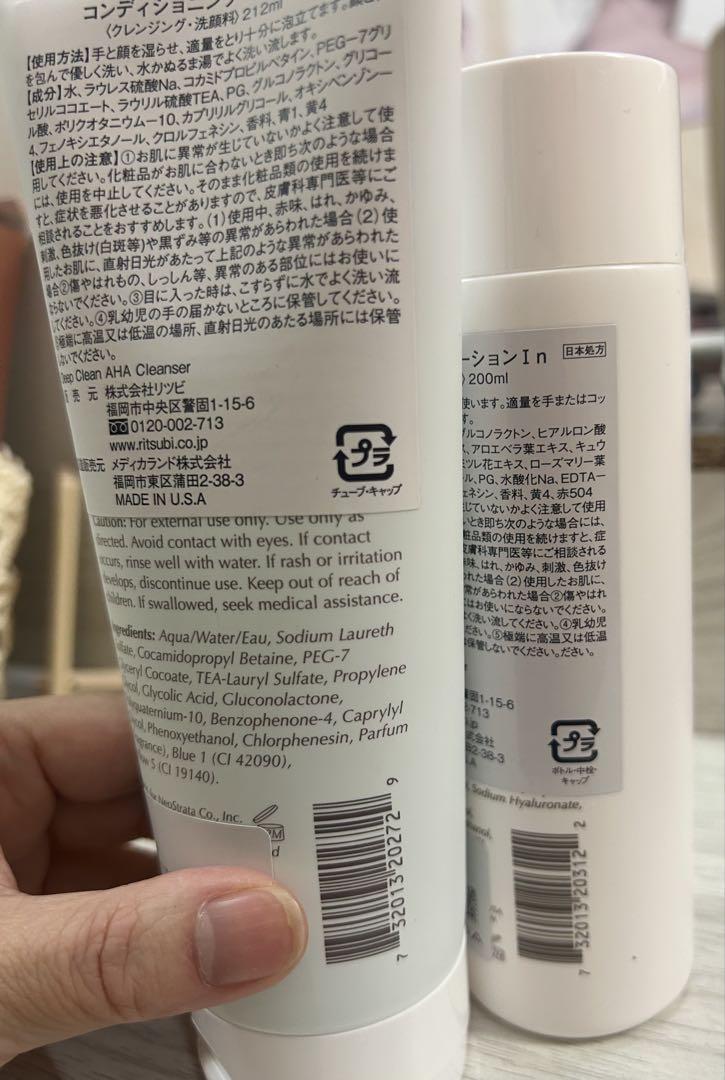 コンディショニング
〈クレンジング・洗顔料〉212ml
【使用方法】手と顔を湿らせ、適量をとり十分に泡立てます。
を包んで優しく洗い、水かぬるま湯でよく洗い流します。
【成分】水、ラウレス硫酸Na、コカミドプロピルベタイン、PEG-7グリ
セリルココエート、ラウリル硫酸TEA、PG、グルコノラクトン、グリコー
ル酸、ポリクオタニウム-10、カプリリルグリコール、オキシベンゾン-
4、フェノキシエタノール、クロルフェネシン、香料、青1、黄4
【使用上の注意】①お肌に異常が生じていないかよく注意して使
用してください。化粧品がお肌に合わないとき即ち次のような場合
には、使用を中止してください。そのまま化粧品類の使用を続けま
すと、症状を悪化させることがありますので、皮膚科専門医等にご
相談されることをおすすめします。(1)使用中、赤味、はれ、かゆみ、
刺激、色抜け(白斑等)や黒ずみ等の異常があらわれた場合(2)使
用したお肌に、直射日光があたって上記のような異常があらわれた
場合②傷やはれもの、しっしん等、異常のある部位にはお使いに
ならないでください。③目に入った時は、こすらずに水でよく洗い流
してください。④乳幼児の手の届かないところに保管してください。
⑤極端に高温又は低温の場所、直射日光のあたる場所には保管
しないでください。
Deep Clean AHA Cleanser
売 元 株式会社リツビ
福岡市中央区警固1-15-6
0120-002-713
www.ritsubi.co.jp
販売元 メディカランド株式会社
福岡市東区蒲田2-38-3
MADE IN U.S.A
プラ
チューブ・キャップ
Caution: For external use only. Use only as
directed. Avoid contact with eyes. If contact
occurs, rinse well with water. If rash or irritation
develops, discontinue use. Keep out of reach of
children. If swallowed, seek medical assistance.
Ingredients: Aqua/Water/Eau, Sodium Laureth
Sulfate, Cocamidopropyl Betaine, PEG-7
Glyceryl Cocoate, TEA-Lauryl Sulfate, Propylene
Glycol, Glycolic Acid, Gluconolactone,
Polyquaternium-10, Benzophenone-4, Caprylyl
Glycol, Phenoxyethanol, Chlorphenesin, Parfum
(Fragrance), Blue 1 (CI 42090),
Yellow 5 (CI 19140).
for NeoStrata Co., Inc.
7 32013 20272 9
ーションIn
日本処方
200ml
使います。適量を手またはコッ
す。
グルコノラクトン、ヒアルロン酸
ス、アロエベラ葉エキス、キュウ
ミツレ花エキス、ローズマリー葉
ル、PG、水酸化Na、EDTA-
ェネシン、香料、黄4、赤504
生じていないかよく注意して使用
いとき即ち次のような場合には、
粧品類の使用を続けますと、症
皮膚科専門医等にご相談される
赤味、はれ、かゆみ、刺激、色抜け
われた場合(2)使用したお肌に、
常があらわれた場合②傷やはれ
はお使いにならないでください。
よく洗い流してください。④乳幼児
ください。⑤極端に高温又は低温
保管しないでください。ださい。
固1-15-6
-713
.jp
式会社
2-38-3
.A
プラ
ボトル・中栓・
キャップ
Sodium Hyaluronate,
7 32013 20312 2